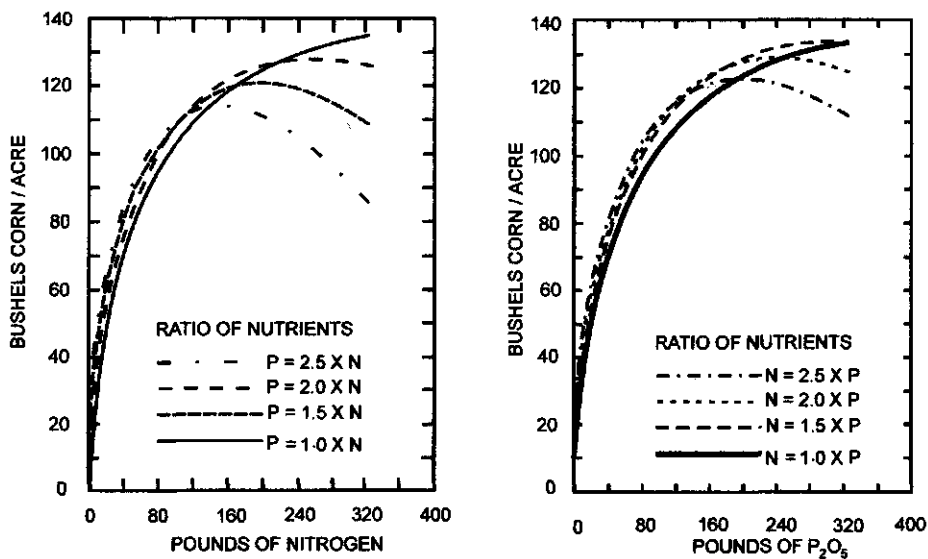 140
120
100
80
60
40
20
0
BUSHELS CORN / ACRE
RATIO OF NUTRIENTS
P = 2.5 X N
P = 2.0 X N
P = 1.5 X N
P = 1.0 X N
0 80 160 240 320 400
POUNDS OF NITROGEN
140
120
100
80
60
40
20
0
BUSHELS CORN / ACRE
RATIO OF NUTRIENTS
N = 2.5 X P
N = 2.0 X P
N = 1.5 X P
N = 1.0 X P
0 80 160 240 320 400
POUNDS OF P₂O₅